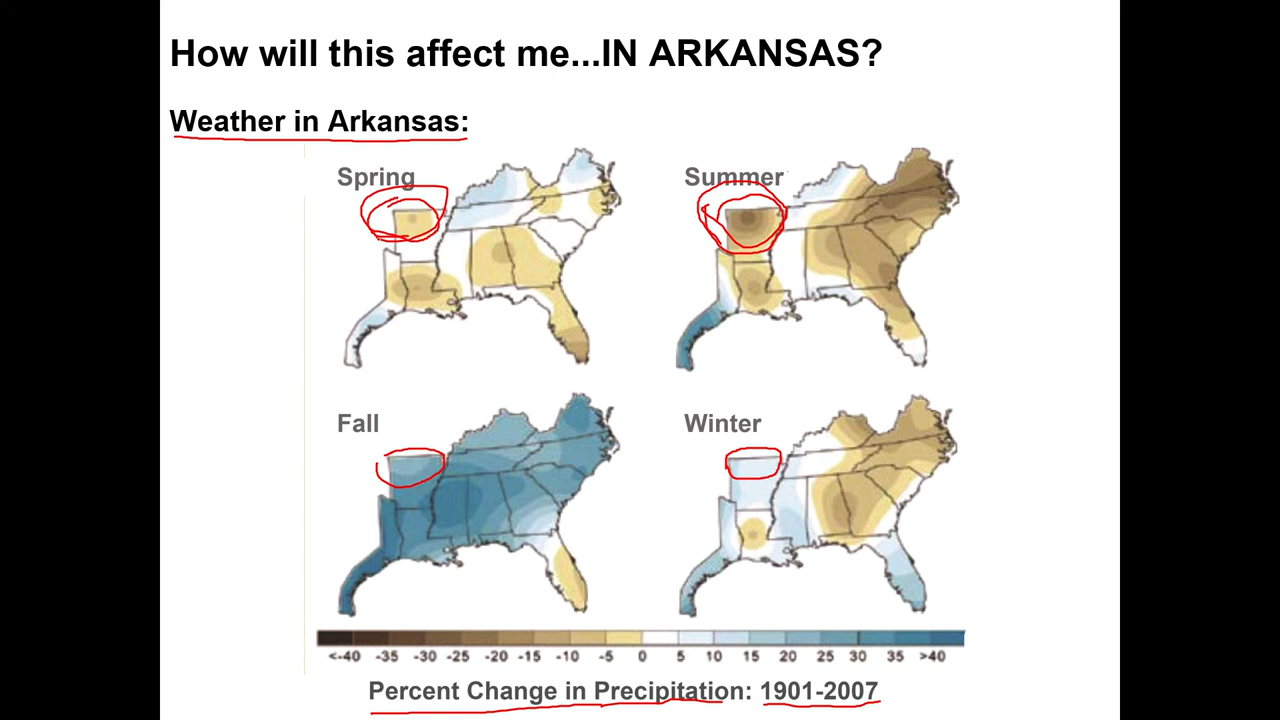 How will this affect me...IN ARKANSAS?
Weather in Arkansas:
Spring
Summer
Fall
Winter
<-40 -35 -30 -25 -20 -15 -10 -5 0 5 10 15 20 25 30 35 >40
Percent Change in Precipitation: 1901-2007